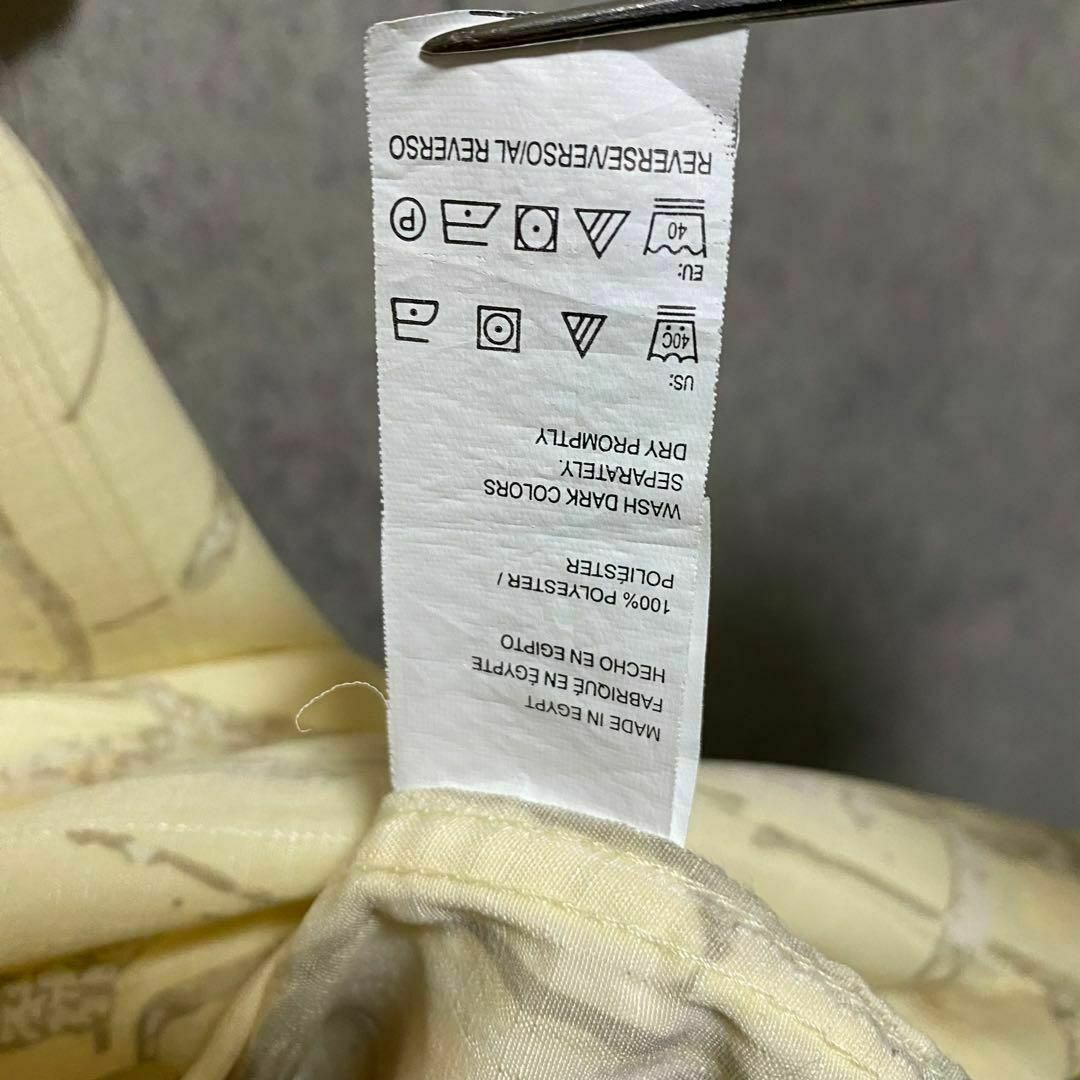 MADE IN EGYPT
FABRIQUÉ EN ÉGYPTE
HECHO EN EGIPTO
100% POLYESTER /
POLIÉSTER
WASH DARK COLORS
SEPARATELY.
DRY PROMPTLY
US:
40C
EU:
40
P
REVERSE/VERSO/AL REVERSO